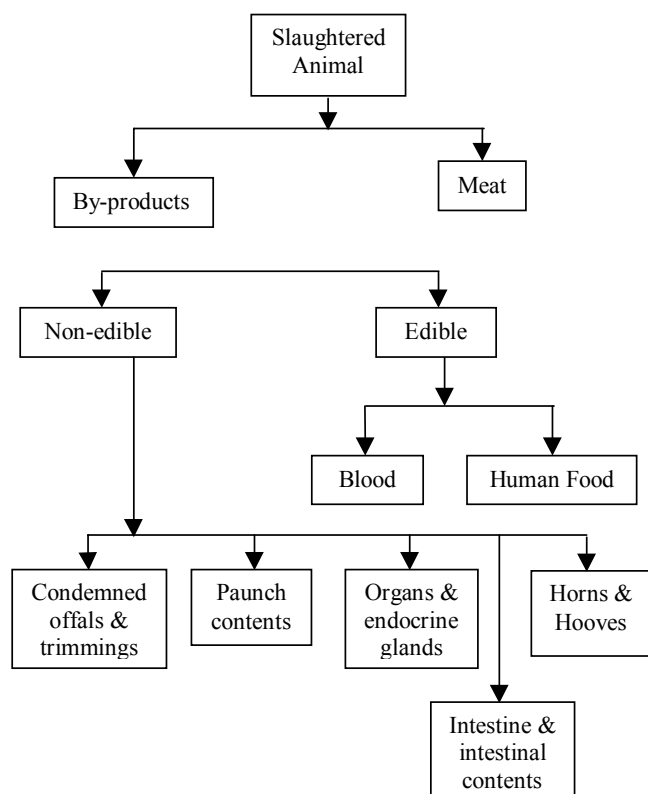 Slaughtered
Animal
By-products
Meat
Non-edible
Edible
Blood
Human Food
Condemned
offals &
trimmings
Paunch
contents
Organs &
endocrine
glands
Horns &
Hooves
Intestine &
intestinal
contents